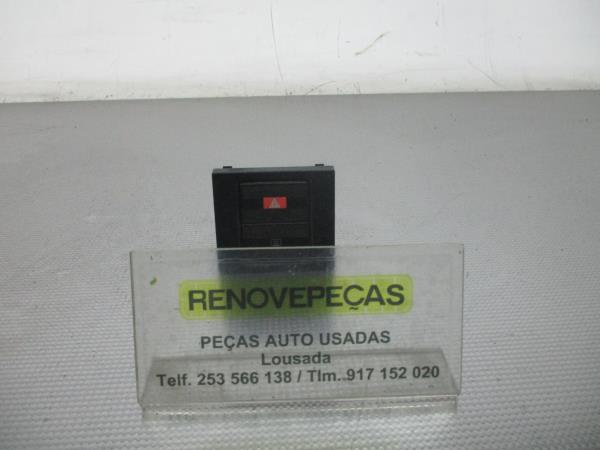 RENOVEPEÇAS
PEÇAS AUTO USADAS
Lousada
Telf. 253 566 138 / Tlm. 917 152 020